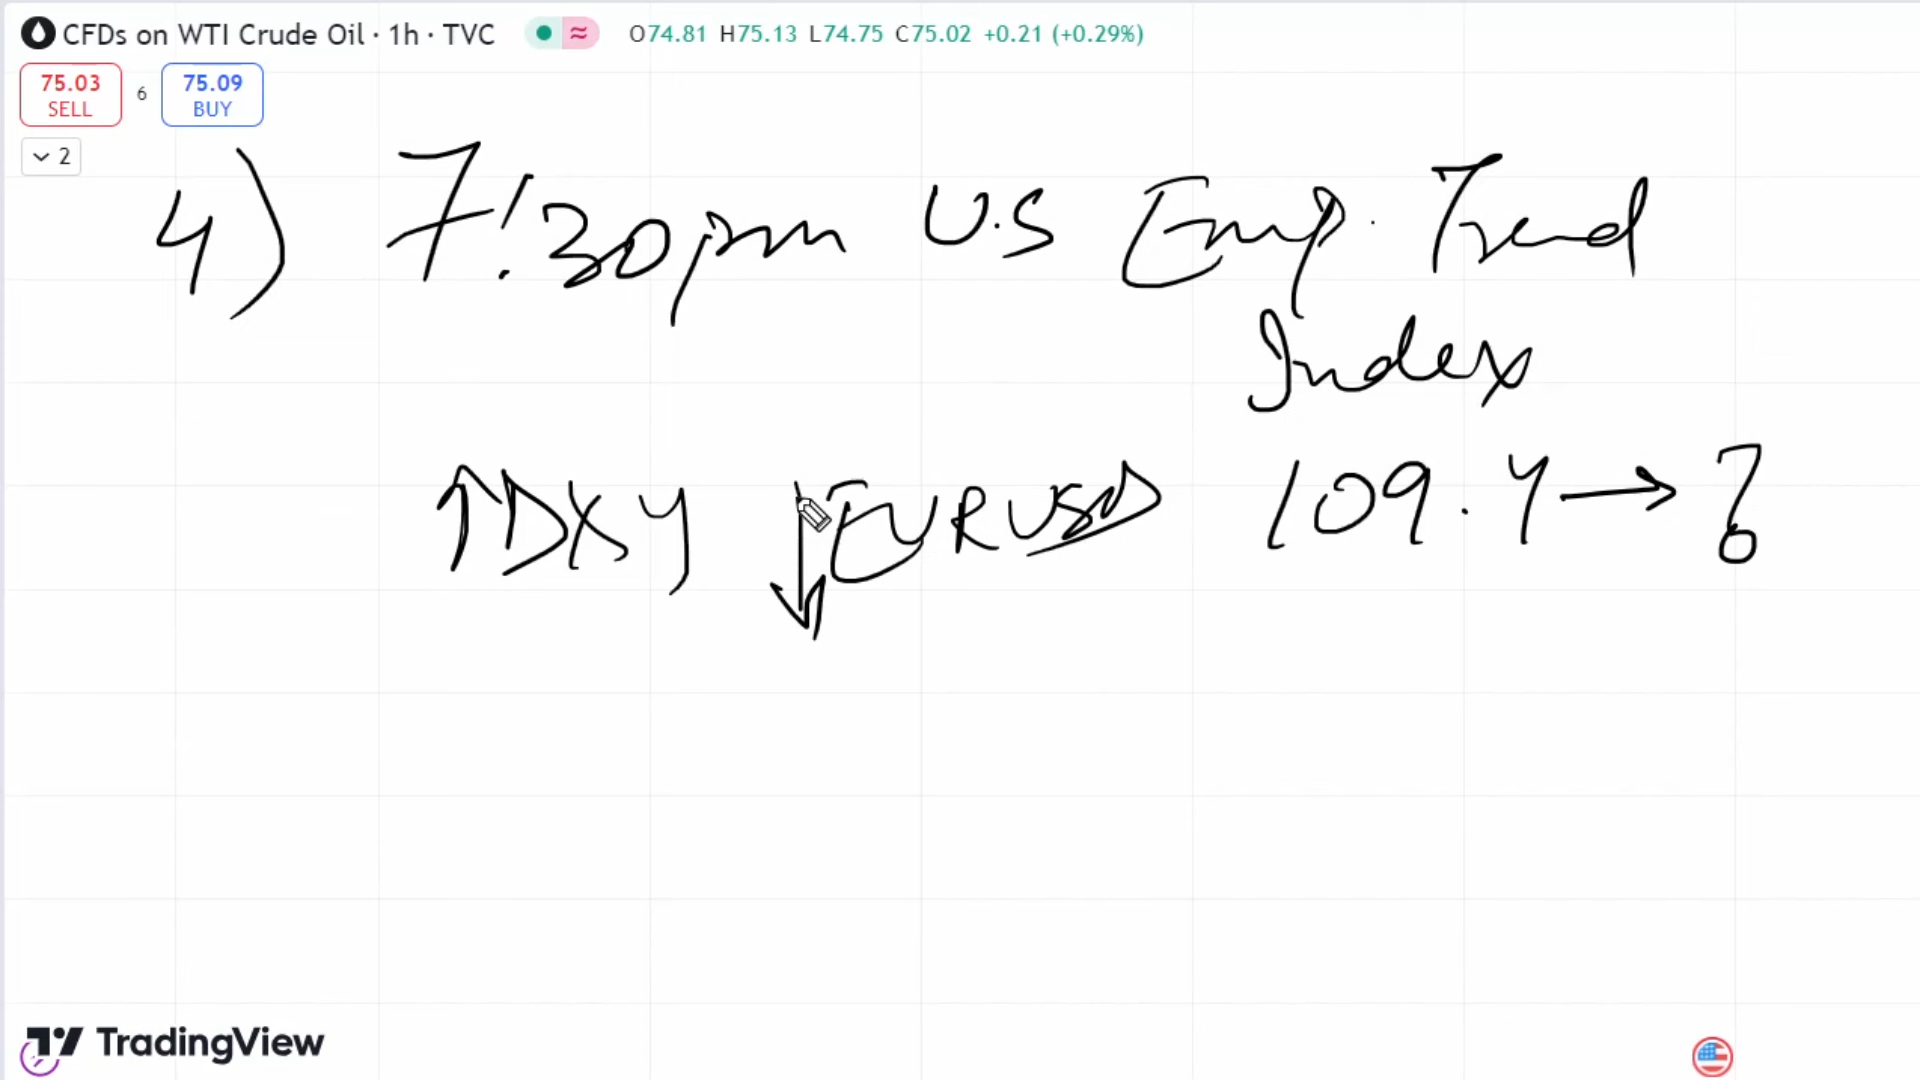 CFDs on WTI Crude Oil · 1h · TVC ≈ O74.81 H75.13 L74.75 C75.02 +0.21 (+0.29%)
75.03 6 75.09
SELL BUY
2
4) 7:30pm U.S Emp. Trend
Index
↑DXY ↓EURUSD 109.4 → ?
TradingView